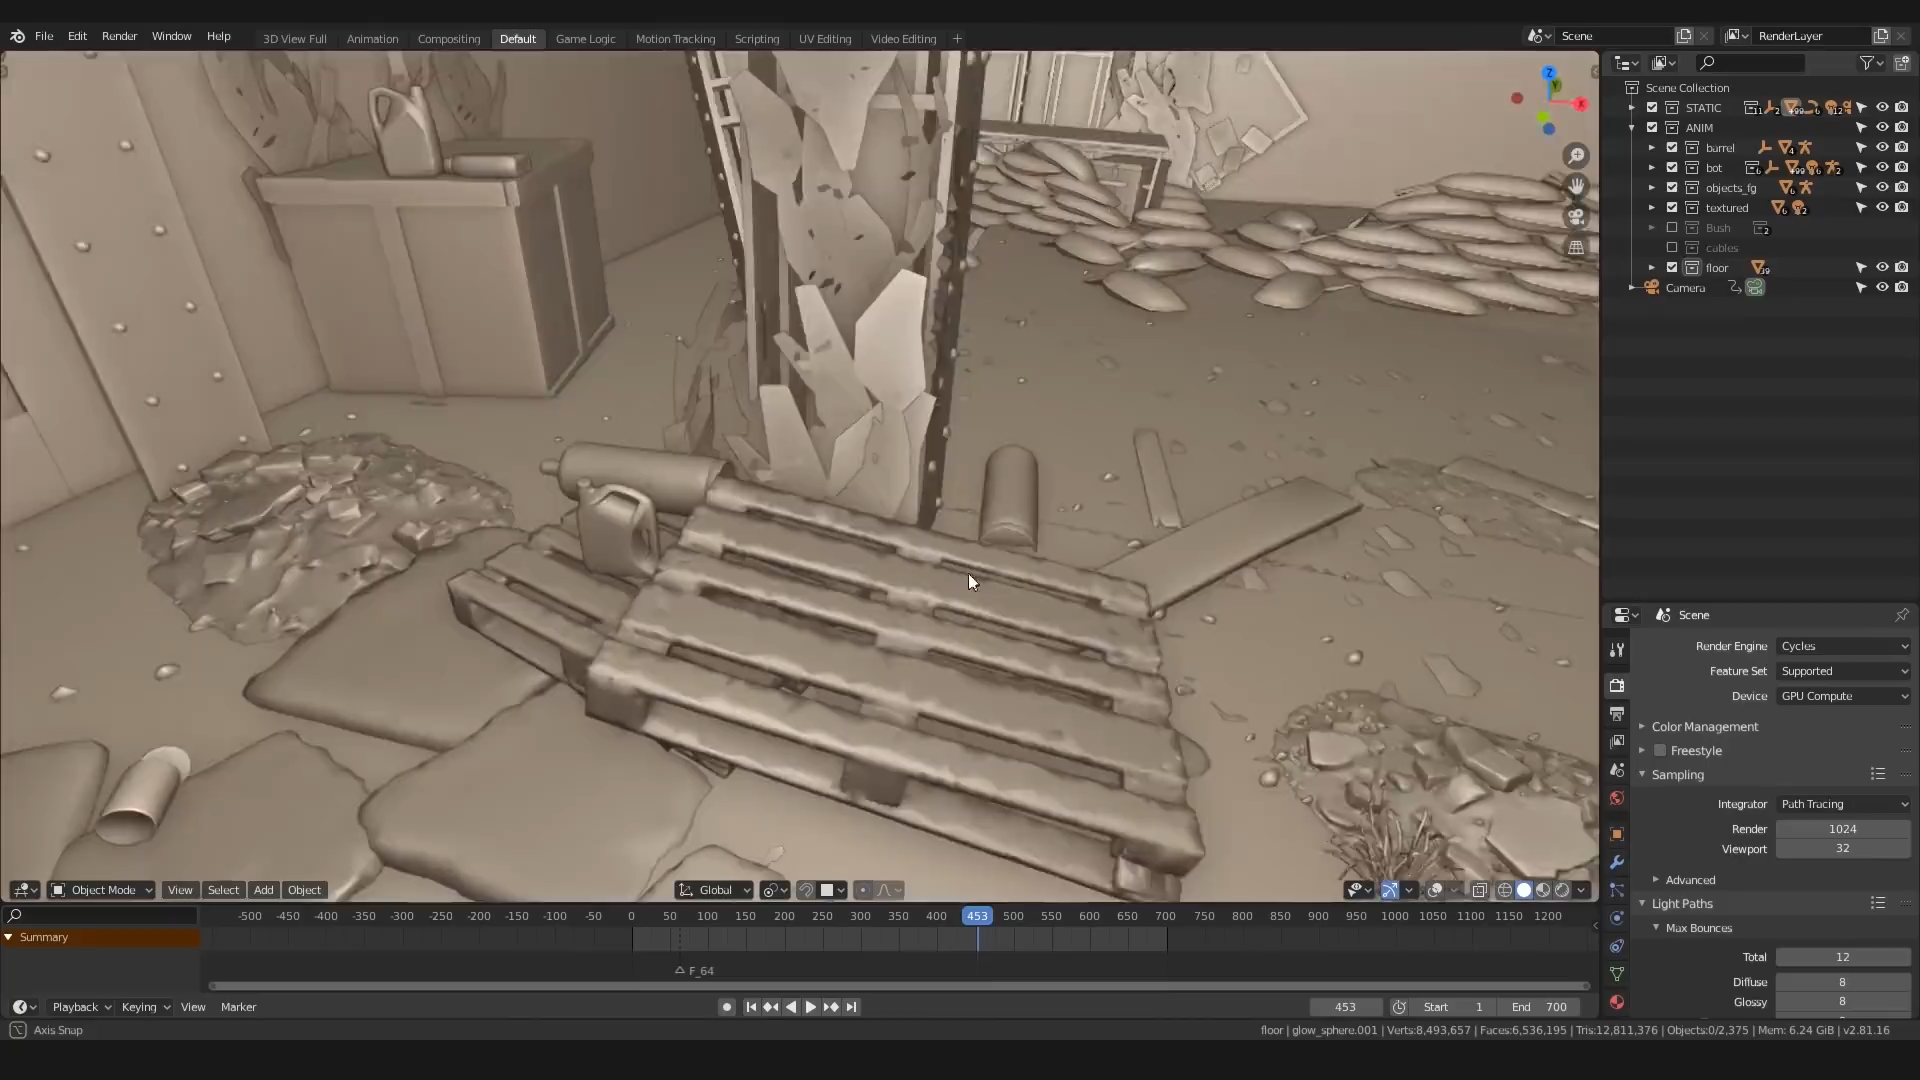 File Edit Render Window Help 3D View Full Animation Compositing Default Game Logic Motion Tracking Scripting UV Editing Video Editing + Scene RenderLayer
Scene Collection
STATIC
ANIM
barrel
bot
objects_fg
textured
Bush
cables
floor
Camera
Z
Y
X
Scene
Render Engine Cycles
Feature Set Supported
Device GPU Compute
Color Management
Freestyle
Sampling
Integrator Path Tracing
Render 1024
Viewport 32
Advanced
Light Paths
Max Bounces
Total 12
Diffuse 8
Glossy 8
Object Mode View Select Add Object Global
-500 -450 -400 -350 -300 -250 -200 -150 -100 -50 0 50 100 150 200 250 300 350 400 453 500 550 600 650 700 750 800 850 900 950 1000 1050 1100 1150 1200
Summary
F_64
Playback Keying View Marker 453 Start 1 End 700
Axis Snap floor | glow_sphere.001 | Verts:8,493,657 | Faces:6,536,195 | Tris:12,811,376 | Objects:0/2,375 | Mem: 6.24 GiB | v2.81.16